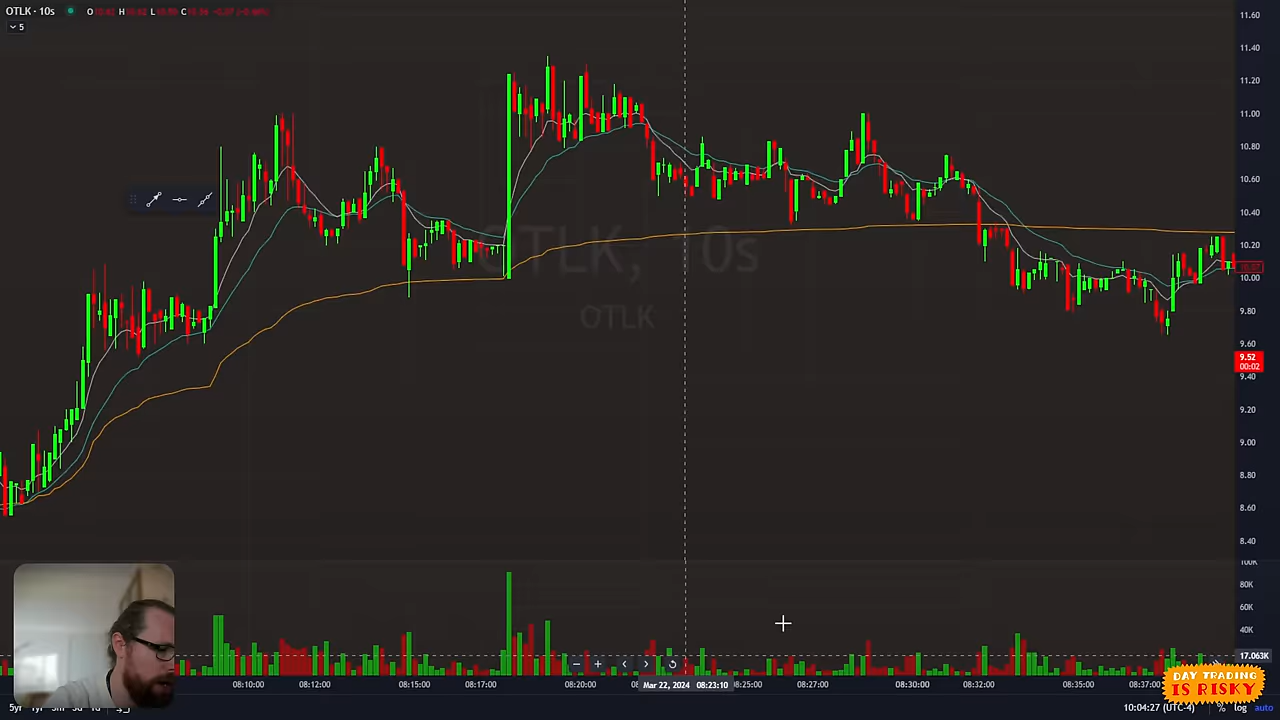 OTLK · 10s
O
H
L
C
5
OTLK, 10s
OTLK
11.60
11.40
11.20
11.00
10.80
10.60
10.40
10.20
10.00
9.80
9.60
9.52
00:02
9.40
9.20
9.00
8.80
8.60
8.40
100K
80K
60K
40K
17.063K
08:10:00
08:12:00
08:15:00
08:17:00
08:20:00
Mar 22, 2024 08:23:10
08:25:00
08:27:00
08:30:00
08:32:00
08:35:00
08:37:00
DAY TRADING
IS RISKY
5yr
10:04:27 (UTC-4)
%
log
auto